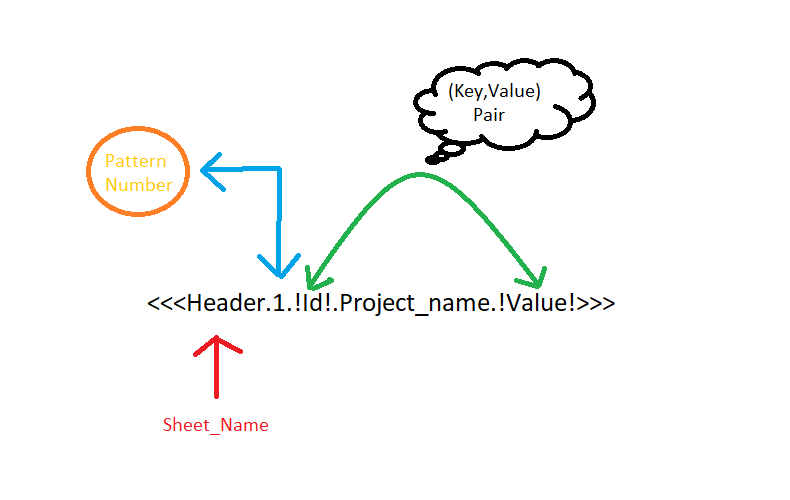 (Key,Value)
Pair
Pattern
Number
<<<Header.1.!Id!.Project_name.!Value!>>>
Sheet_Name